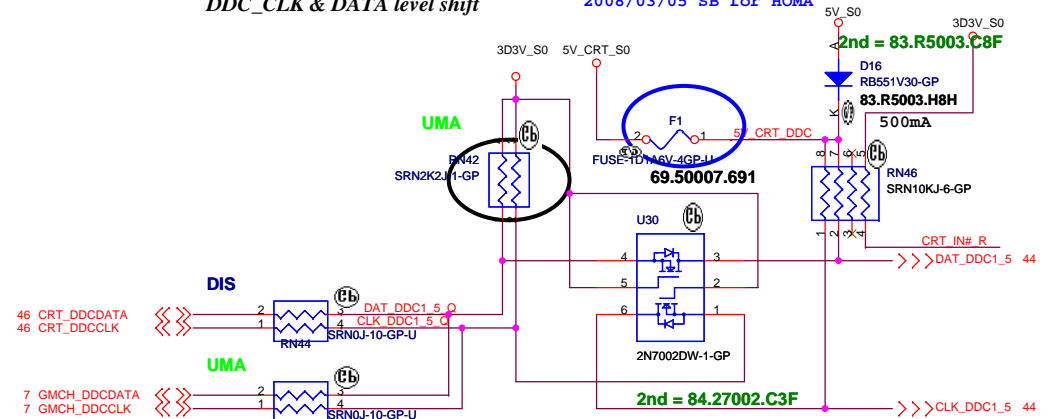 DDC_CLK & DATA level shift
2008/03/05 SB for HOMA
5V_S0
3D3V_S0
2nd = 83.R5003.C8F
3D3V_S0
5V_CRT_S0
A
D16
RB551V30-GP
83.R5003.H8H
K
500mA
UMA
F1
2
1
5V_CRT_DDC
FUSE-1D1A6V-4GP-U
69.50007.691
RN42
SRN2K2J-1-GP
8
7
6
5
RN46
SRN10KJ-6-GP
1
2
3
4
U30
CRT_IN#_R
4
3
DAT_DDC1_5 44
5
2
6
1
DIS
46 CRT_DDCDATA
2
3
DAT_DDC1_5_Q
46 CRT_DDCCLK
1
4
CLK_DDC1_5_Q
SRN0J-10-GP-U
RN44
2N7002DW-1-GP
UMA
7 GMCH_DDCDATA
2
3
7 GMCH_DDCCLK
1
4
SRN0J-10-GP-U
2nd = 84.27002.C3F
CLK_DDC1_5 44